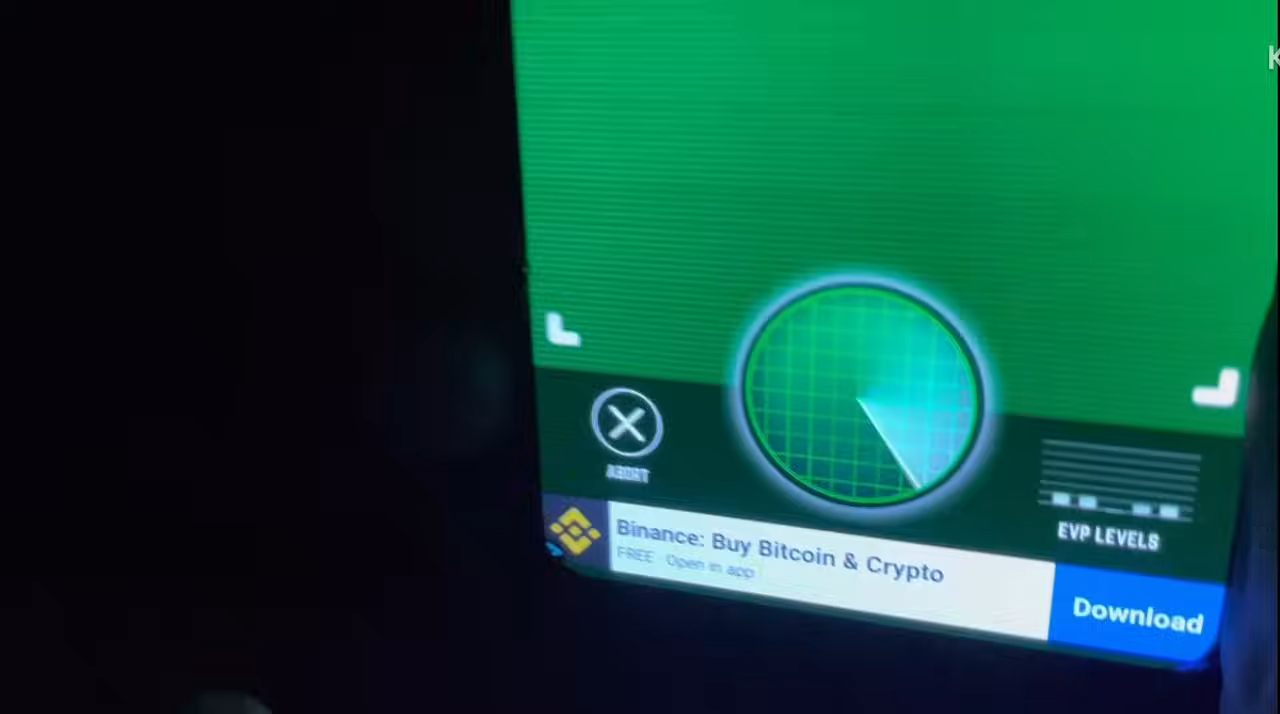 K
ABORT
EVP LEVELS
Binance: Buy Bitcoin & Crypto
FREE Open in app
Download